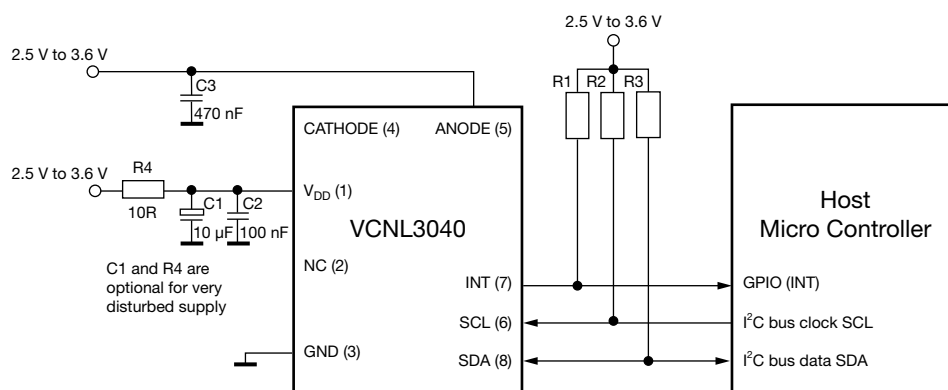 2.5 V to 3.6 V
2.5 V to 3.6 V
C3
470 nF
R1 R2 R3
CATHODE (4) ANODE (5)
R4
2.5 V to 3.6 V
10R
C1
10 µF
C2
100 nF
V_DD (1)
VCNL3040
Host
Micro Controller
C1 and R4 are
optional for very
disturbed supply
NC (2)
INT (7)
GPIO (INT)
SCL (6)
I²C bus clock SCL
GND (3)
SDA (8)
I²C bus data SDA